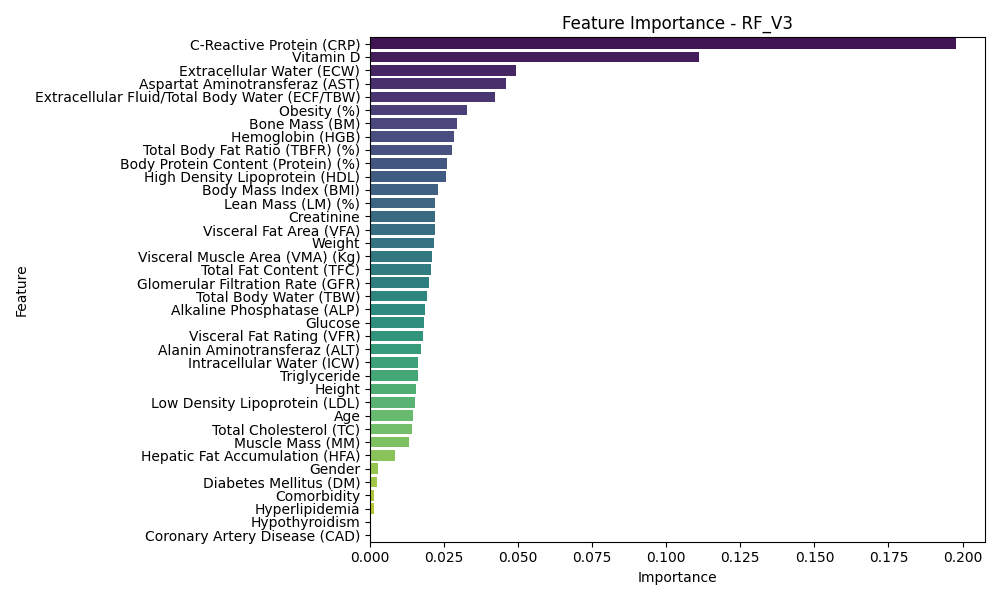 Feature Importance - RF_V3
C-Reactive Protein (CRP)
Vitamin D
Extracellular Water (ECW)
Aspartat Aminotransferaz (AST)
Extracellular Fluid/Total Body Water (ECF/TBW)
Obesity (%)
Bone Mass (BM)
Hemoglobin (HGB)
Total Body Fat Ratio (TBFR) (%)
Body Protein Content (Protein) (%)
High Density Lipoprotein (HDL)
Body Mass Index (BMI)
Lean Mass (LM) (%)
Creatinine
Visceral Fat Area (VFA)
Weight
Visceral Muscle Area (VMA) (Kg)
Total Fat Content (TFC)
Glomerular Filtration Rate (GFR)
Total Body Water (TBW)
Alkaline Phosphatase (ALP)
Glucose
Visceral Fat Rating (VFR)
Alanin Aminotransferaz (ALT)
Intracellular Water (ICW)
Triglyceride
Height
Low Density Lipoprotein (LDL)
Age
Total Cholesterol (TC)
Muscle Mass (MM)
Hepatic Fat Accumulation (HFA)
Gender
Diabetes Mellitus (DM)
Comorbidity
Hyperlipidemia
Hypothyroidism
Coronary Artery Disease (CAD)
Feature
0.000 0.025 0.050 0.075 0.100 0.125 0.150 0.175 0.200
Importance